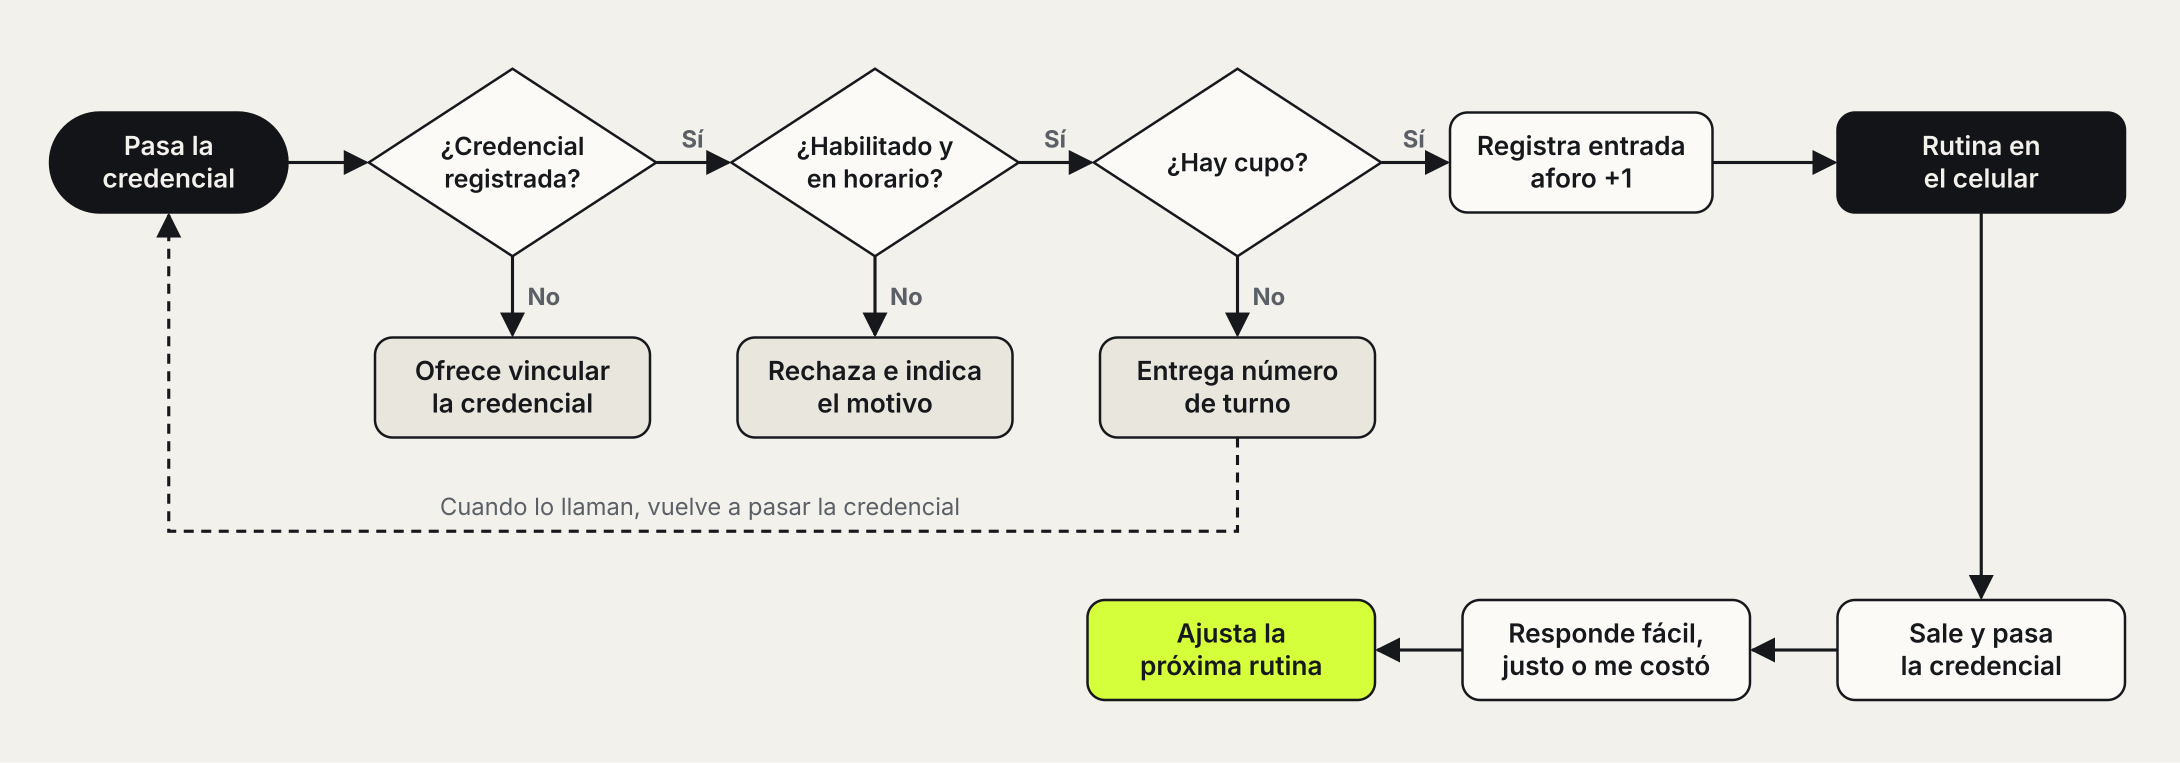 Pasa la
credencial
¿Credencial
registrada?
Sí
¿Habilitado y
en horario?
Sí
¿Hay cupo?
Sí
Registra entrada
aforo +1
Rutina en
el celular
No
No
No
Ofrece vincular
la credencial
Rechaza e indica
el motivo
Entrega número
de turno
Cuando lo llaman, vuelve a pasar la credencial
Ajusta la
próxima rutina
Responde fácil,
justo o me costó
Sale y pasa
la credencial